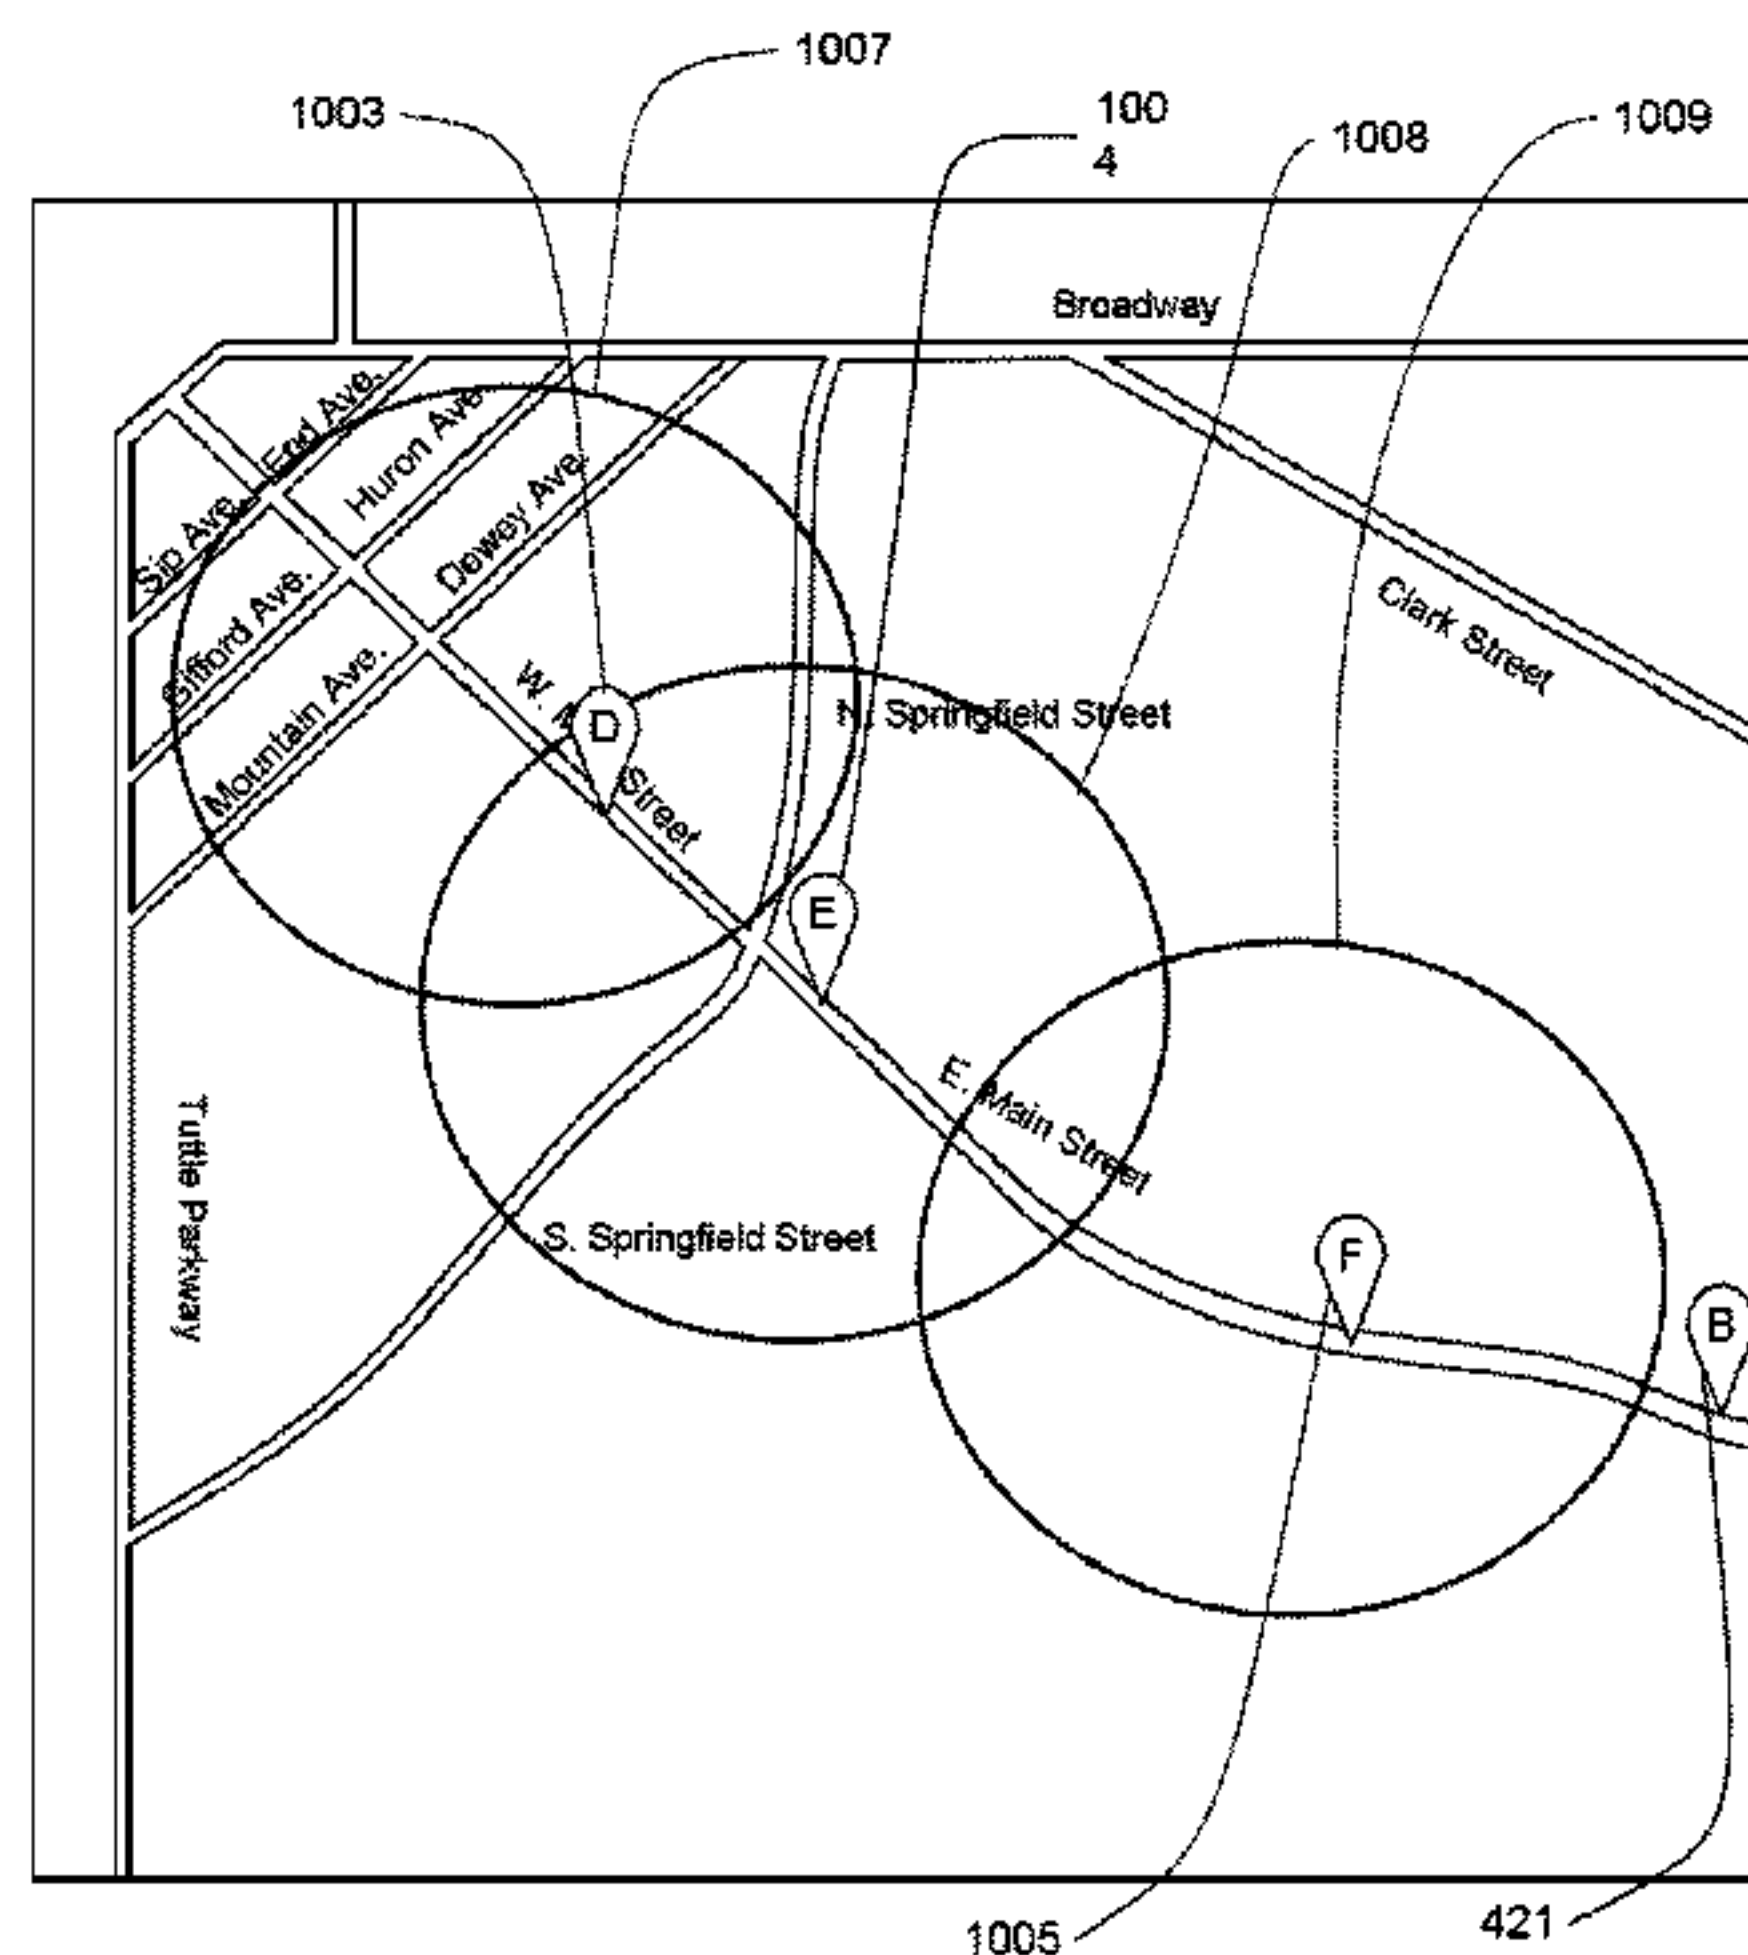 1007
1003
100
4
1008
1009
Broadway
End Ave.
Huron Ave.
Sip Ave.
Dewey Ave.
Gifford Ave.
Mountain Ave.
Clark Street
W.
Street
D
N. Springfield Street
E
E. Main Street
Tuttle Parkway
S. Springfield Street
F
B
1005
421